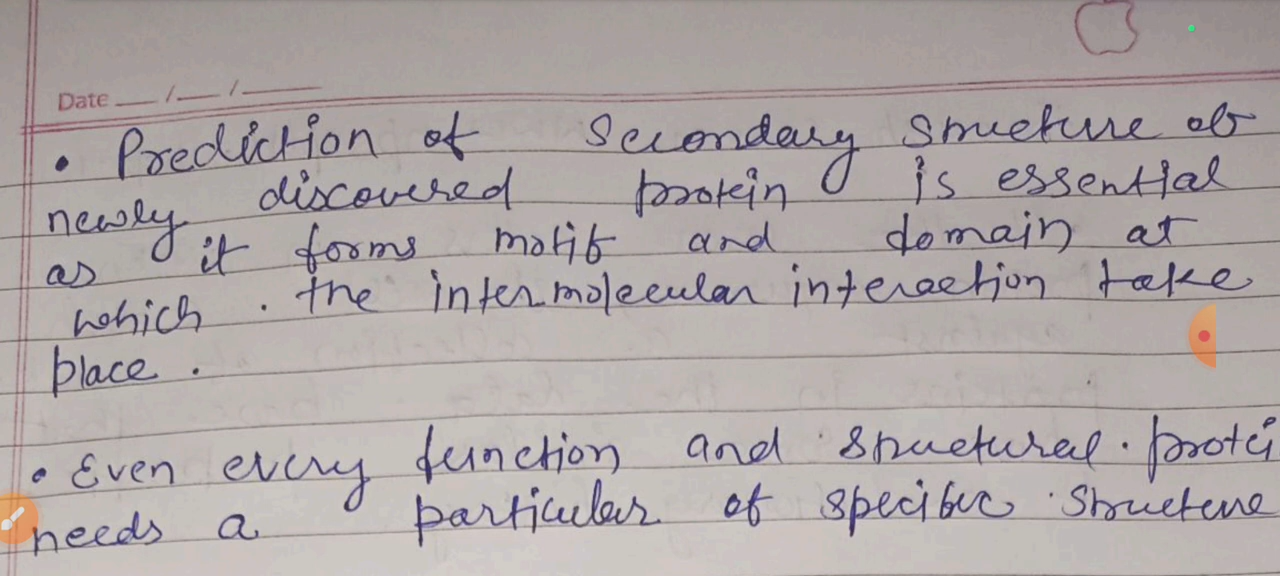 Date __/__/____
• Prediction of Secondary Structure of
newly discovered protein is essential
as it forms motif and domain at
which . the intermolecular interaction take
place .
• Even every function and structural . protei
needs a particular of specific structure